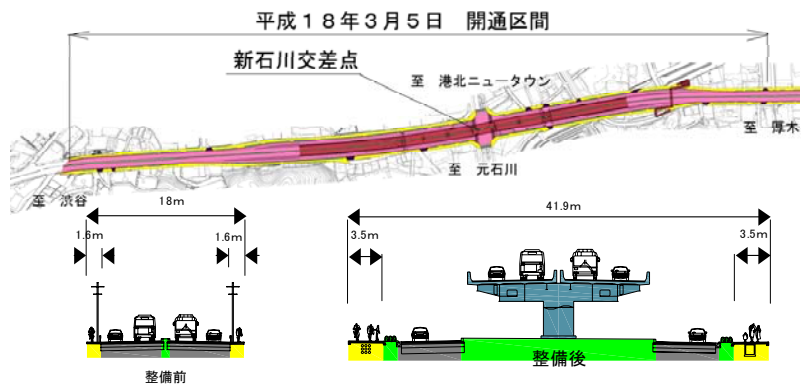 平成１８年３月５日　開通区間
新石川交差点
至　港北ニュータウン
至　厚木
至　元石川
至　渋谷
18m
41.9m
1.6m
1.6m
3.5m
3.5m
整備前
整備後